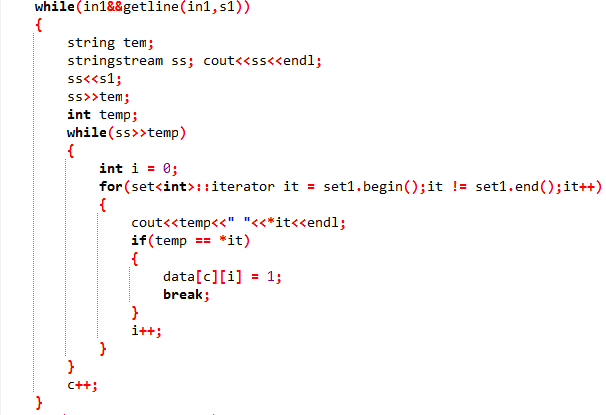 while(in1&&getline(in1,s1))
{
string tem;
stringstream ss; cout<<ss<<endl;
ss<<s1;
ss>>tem;
int temp;
while(ss>>temp)
{
int i = 0;
for(set<int>::iterator it = set1.begin();it != set1.end();it++)
{
cout<<temp<<" "<<*it<<endl;
if(temp == *it)
{
data[c][i] = 1;
break;
}
i++;
}
}
c++;
}